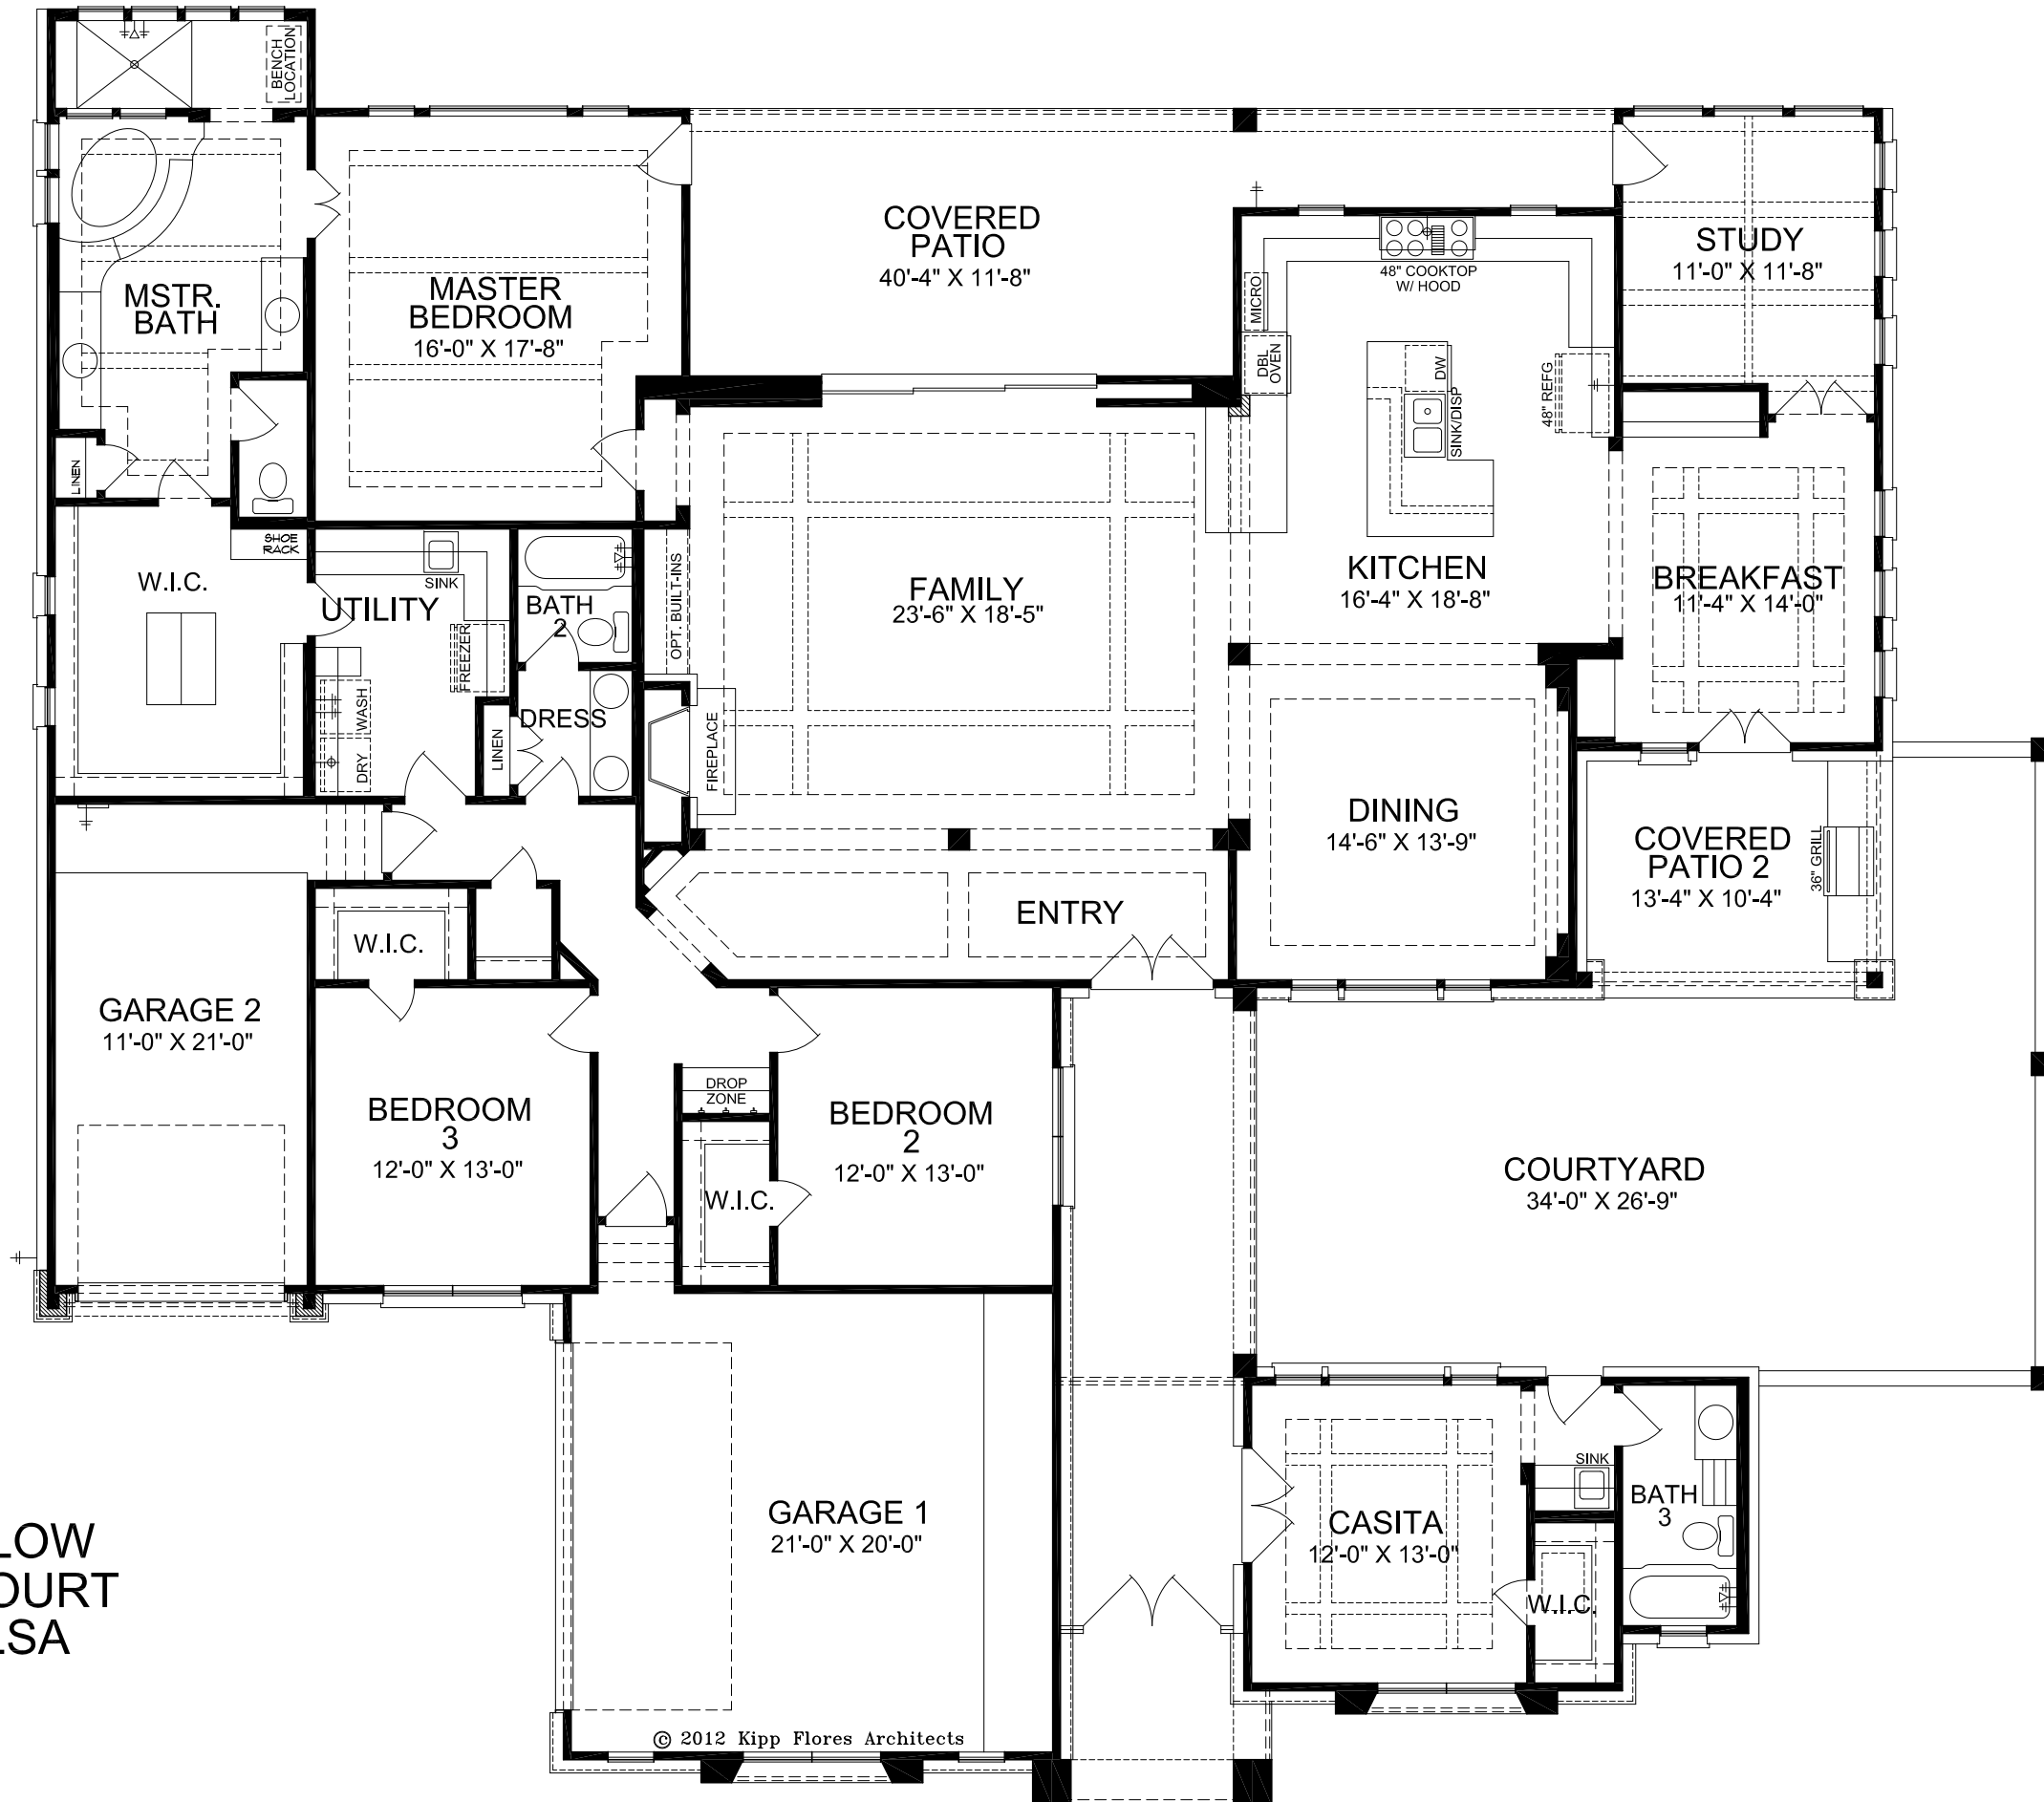 BENCH
LOCATION
MSTR.
BATH
MASTER
BEDROOM
16'-0" X 17'-8"
COVERED
PATIO
40'-4" X 11'-8"
48" COOKTOP
W/ HOOD
MICRO
DBL
OVEN
DW
SINK/DISP
48" REFG
STUDY
11'-0" X 11'-8"
LINEN
SHOE
RACK
W.I.C.
UTILITY
SINK
FREEZER
WASH
DRY
BATH
2
DRESS
LINEN
OPT. BUILT-INS
FIREPLACE
FAMILY
23'-6" X 18'-5"
KITCHEN
16'-4" X 18'-8"
BREAKFAST
11'-4" X 14'-0"
DINING
14'-6" X 13'-9"
COVERED
PATIO 2
13'-4" X 10'-4"
36" GRILL
ENTRY
W.I.C.
GARAGE 2
11'-0" X 21'-0"
BEDROOM
3
12'-0" X 13'-0"
DROP
ZONE
W.I.C.
BEDROOM
2
12'-0" X 13'-0"
COURTYARD
34'-0" X 26'-9"
GARAGE 1
21'-0" X 20'-0"
CASITA
12'-0" X 13'-0"
SINK
BATH
3
W.I.C.
LOW
OURT
LSA
© 2012 Kipp Flores Architects